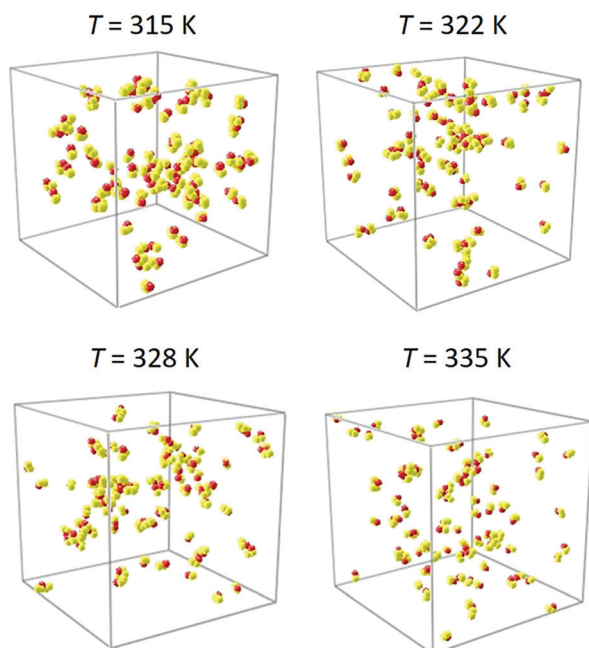 T = 315 K
T = 322 K
T = 328 K
T = 335 K